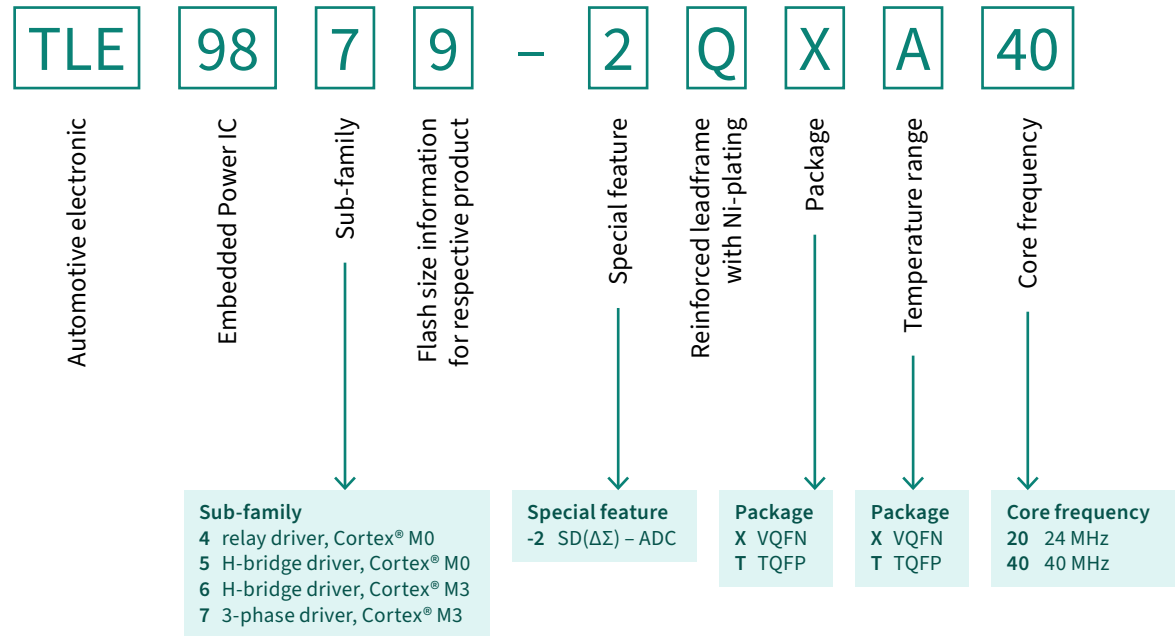 TLE 98 7 9 – 2 Q X A 40
Automotive electronic
Embedded Power IC
Sub-family
Flash size information
for respective product
Special feature
Reinforced leadframe
with Ni-plating
Package
Temperature range
Core frequency
Sub-family
4 relay driver, Cortex® M0
5 H-bridge driver, Cortex® M0
6 H-bridge driver, Cortex® M3
7 3-phase driver, Cortex® M3
Special feature
-2 SD(ΔΣ) – ADC
Package
X VQFN
T TQFP
Package
X VQFN
T TQFP
Core frequency
20 24 MHz
40 40 MHz